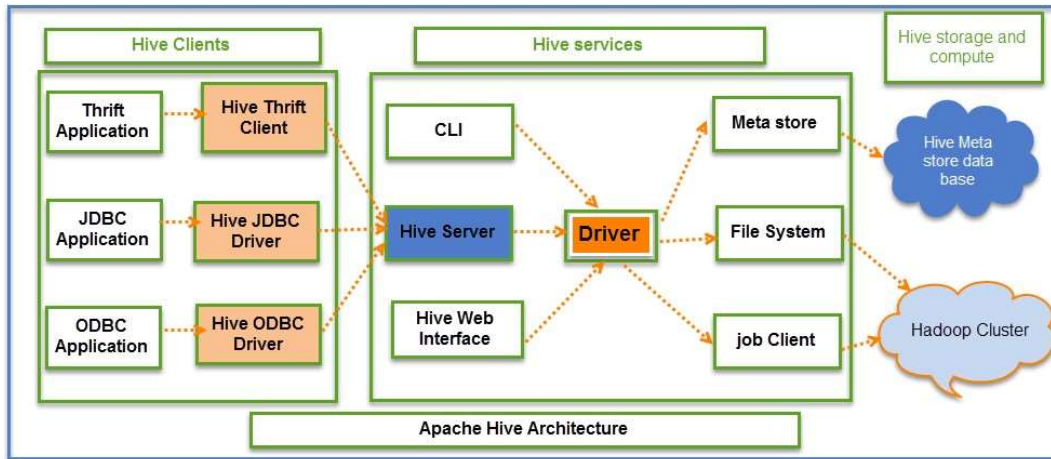 Hive Clients
Hive services
Hive storage and
compute
Thrift
Application
Hive Thrift
Client
CLI
Meta store
Hive Meta
store data
base
JDBC
Application
Hive JDBC
Driver
Hive Server
Driver
File System
ODBC
Application
Hive ODBC
Driver
Hive Web
Interface
job Client
Hadoop Cluster
Apache Hive Architecture